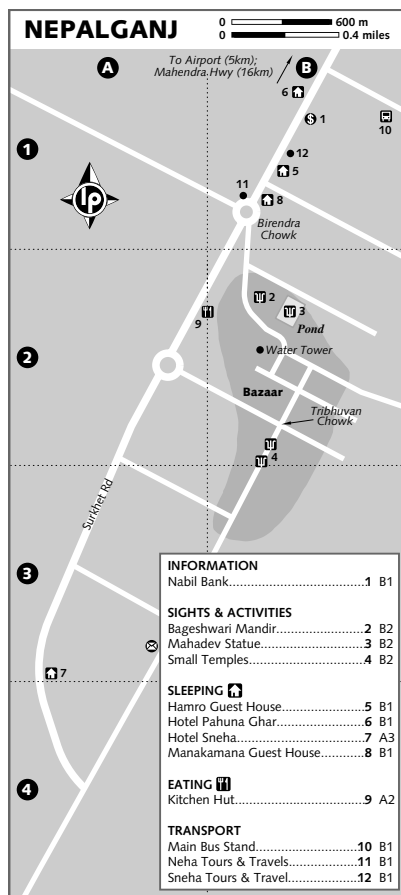 NEPALGANJ
0 600 m
0 0.4 miles
A
B
To Airport (5km);
Mahendra Hwy (16km)
6
1
10
1
12
5
11
8
lp
Birendra
Chowk
2
3
Pond
9
2
Water Tower
Bazaar
Tribhuvan
Chowk
4
Surkhet Rd
3
7
4
INFORMATION
Nabil Bank..............................1 B1
SIGHTS & ACTIVITIES
Bageshwari Mandir...................2 B2
Mahadev Statue.......................3 B2
Small Temples..........................4 B2
SLEEPING
Hamro Guest House..................5 B1
Hotel Pahuna Ghar...................6 B1
Hotel Sneha.............................7 A3
Manakamana Guest House........8 B1
EATING
Kitchen Hut..............................9 A2
TRANSPORT
Main Bus Stand.......................10 B1
Neha Tours & Travels...............11 B1
Sneha Tours & Travel...............12 B1